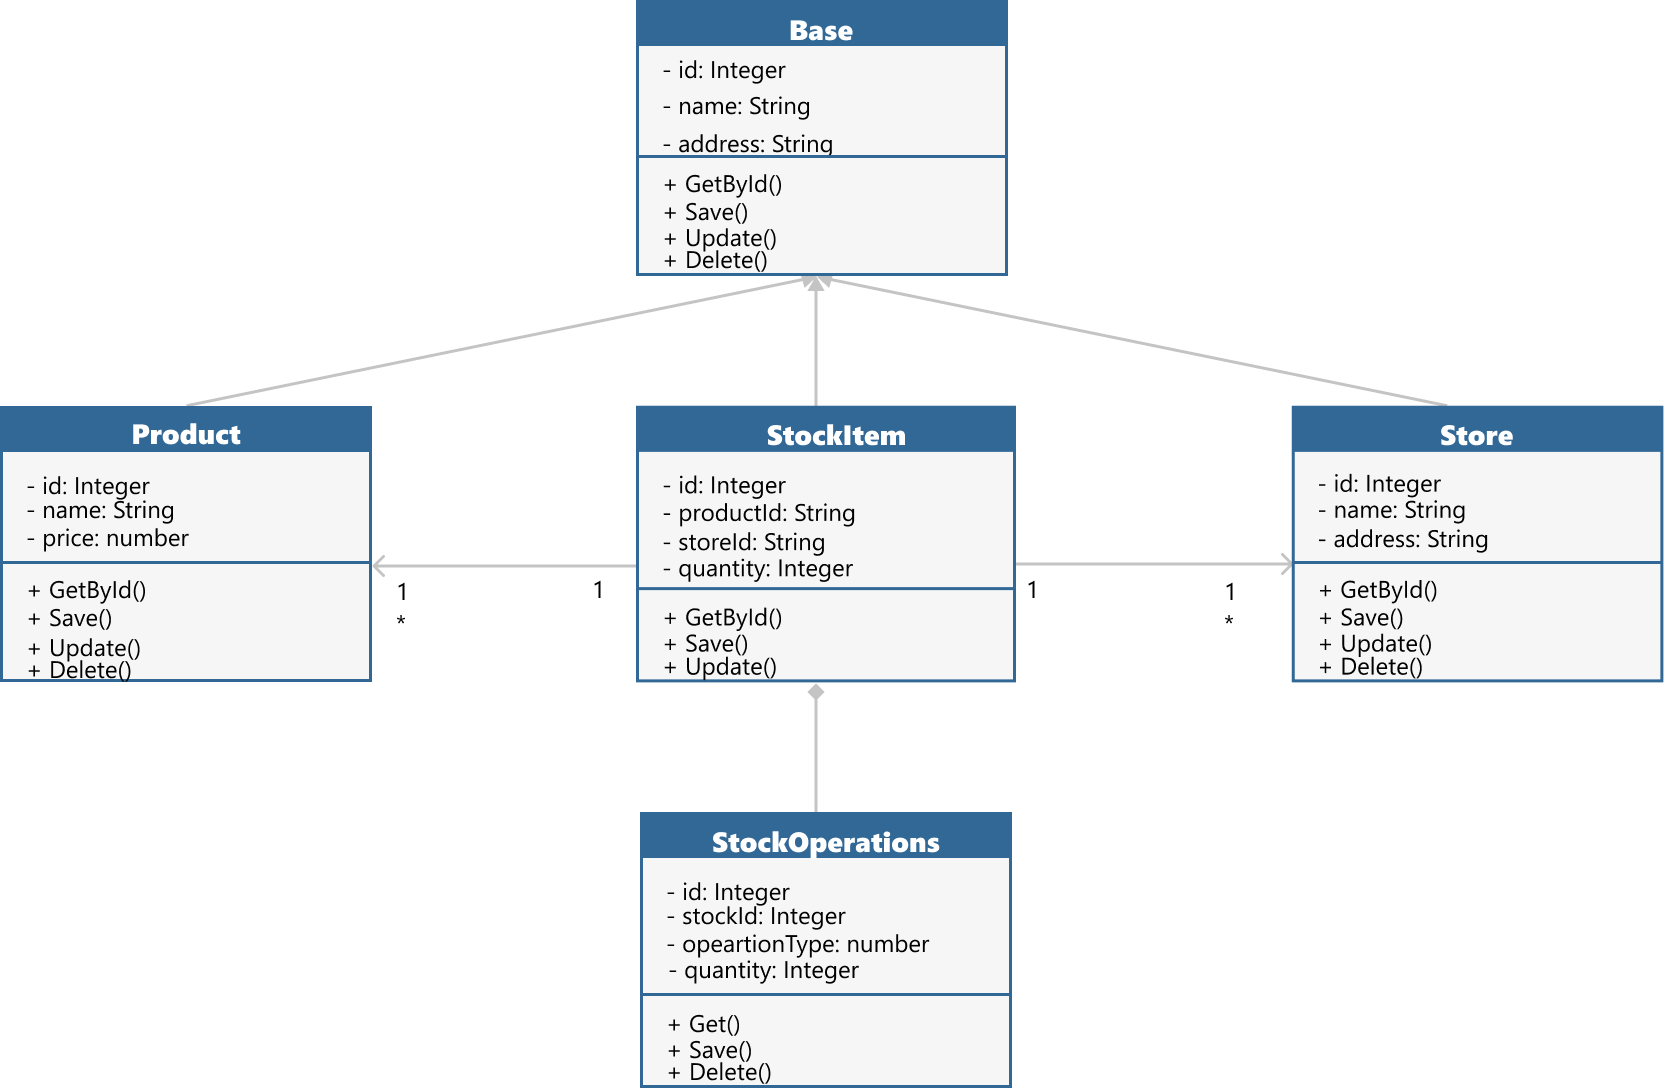 Base
- id: Integer
- name: String
- address: String
+ GetById()
+ Save()
+ Update()
+ Delete()
Product
- id: Integer
- name: String
- price: number
+ GetById()
+ Save()
+ Update()
+ Delete()
1
*
1
StockItem
- id: Integer
- productId: String
- storeId: String
- quantity: Integer
+ GetById()
+ Save()
+ Update()
1
1
*
Store
- id: Integer
- name: String
- address: String
+ GetById()
+ Save()
+ Update()
+ Delete()
StockOperations
- id: Integer
- stockId: Integer
- opeartionType: number
- quantity: Integer
+ Get()
+ Save()
+ Delete()